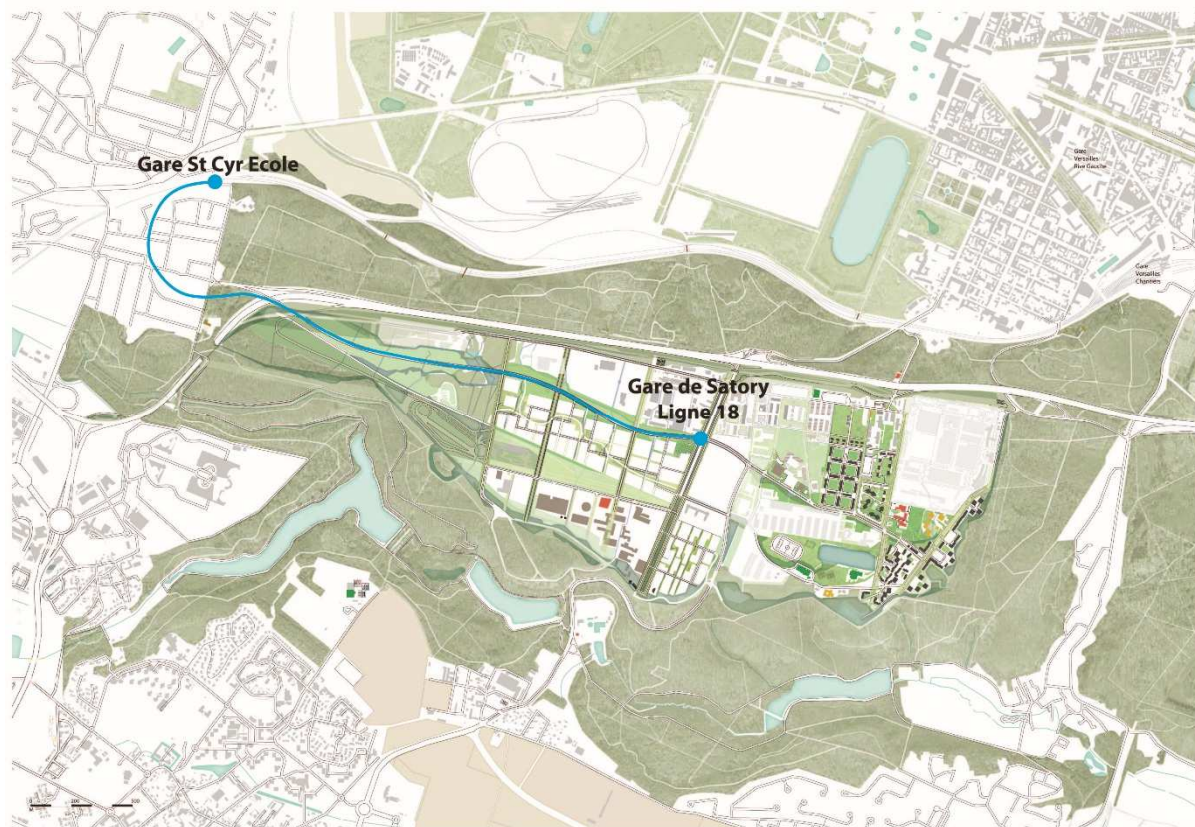 Gare St Cyr Ecole
Gare
Versailles
Rive Gauche
Gare
Versailles
Chantiers
Gare de Satory
Ligne 18